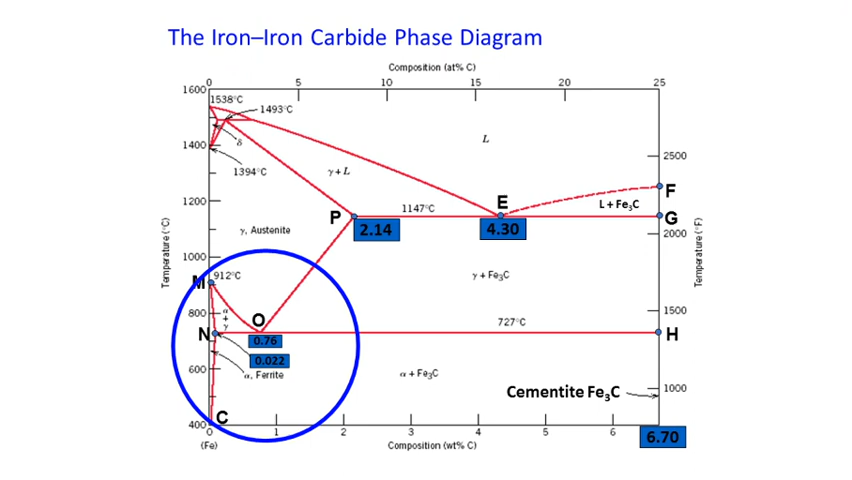 The Iron–Iron Carbide Phase Diagram
Composition (at% C)
0 5 10 15 20 25
1600
1538°C
1493°C
δ
L
1400
1394°C
2500
γ + L
F
1200
L + Fe₃C
P
1147°C
E
G
2.14
4.30
2000
γ, Austenite
Temperature (°C)
Temperature (°F)
1000
M
912°C
γ + Fe₃C
800
α
+
γ
1500
O
727°C
N
H
0.76
0.022
600
α, Ferrite
α + Fe₃C
1000
Cementite Fe₃C
C
400
0 1 2 3 4 5 6
6.70
(Fe)
Composition (wt% C)